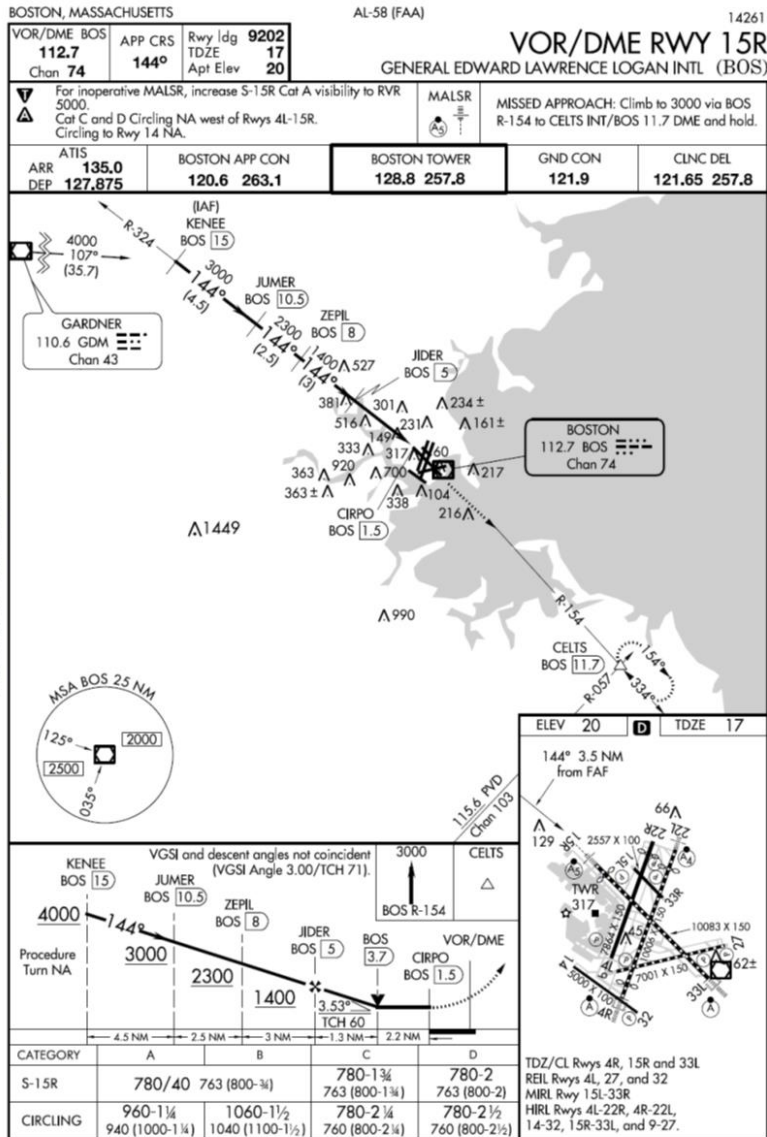 BOSTON, MASSACHUSETTS
AL-58 (FAA)
14261
VOR/DME BOS
112.7
Chan 74
APP CRS
144°
Rwy ldg 9202
TDZE 17
Apt Elev 20
VOR/DME RWY 15R
GENERAL EDWARD LAWRENCE LOGAN INTL (BOS)
T
A
For inoperative MALSR, increase S-15R Cat A visibility to RVR
5000.
Cat C and D Circling NA west of Rwys 4L-15R.
Circling to Rwy 14 NA.
MALSR
A5
MISSED APPROACH: Climb to 3000 via BOS
R-154 to CELTS INT/BOS 11.7 DME and hold.
ATIS
ARR 135.0
DEP 127.875
BOSTON APP CON
120.6 263.1
BOSTON TOWER
128.8 257.8
GND CON
121.9
CLNC DEL
121.65 257.8
R-324
(IAF)
KENEE
BOS 15
4000
107°
(35.7)
3000
144°
(4.5)
JUMER
BOS 10.5
GARDNER
110.6 GDM
Chan 43
2300
144°
(2.5)
ZEPIL
BOS 8
1400
144°
(3)
527
JIDER
BOS 5
381
301
234 ±
516
231
161±
149
333
317
60
BOSTON
112.7 BOS
Chan 74
363
920
700
217
363 ±
338
104
CIRPO
BOS 1.5
216
1449
990
R-154
CELTS
BOS 11.7
154°
334°
R-057
MSA BOS 25 NM
125°
2000
2500
035°
115.6 PVD
Chan 103
ELEV 20
D
TDZE 17
144° 3.5 NM
from FAF
129
66
15R
2557 X 100
22R
22L
15L
A5
TWR
317
33R
45
10083 X 150
7864 X 150
4L
27
9
7001 X 150
14
5000 X 100
62±
4R
32
33L
A
A
TDZ/CL Rwys 4R, 15R and 33L
REIL Rwys 4L, 27, and 32
MIRL Rwy 15L-33R
HIRL Rwys 4L-22R, 4R-22L,
14-32, 15R-33L, and 9-27.
VGSI and descent angles not coincident
(VGSI Angle 3.00/TCH 71).
3000
BOS R-154
CELTS
KENEE
BOS 15
JUMER
BOS 10.5
ZEPIL
BOS 8
JIDER
BOS 5
BOS
3.7
CIRPO
BOS 1.5
VOR/DME
4000
144°
Procedure
Turn NA
3000
2300
1400
3.53°
TCH 60
4.5 NM
2.5 NM
3 NM
1.3 NM
2.2 NM
CATEGORY A B C D
S-15R 780/40 763 (800-¾) 780-1¾ 763 (800-1¾) 780-2 763 (800-2)
CIRCLING 960-1¼ 940 (1000-1¼) 1060-1½ 1040 (1100-1½) 780-2¼ 760 (800-2¼) 780-2½ 760 (800-2½)